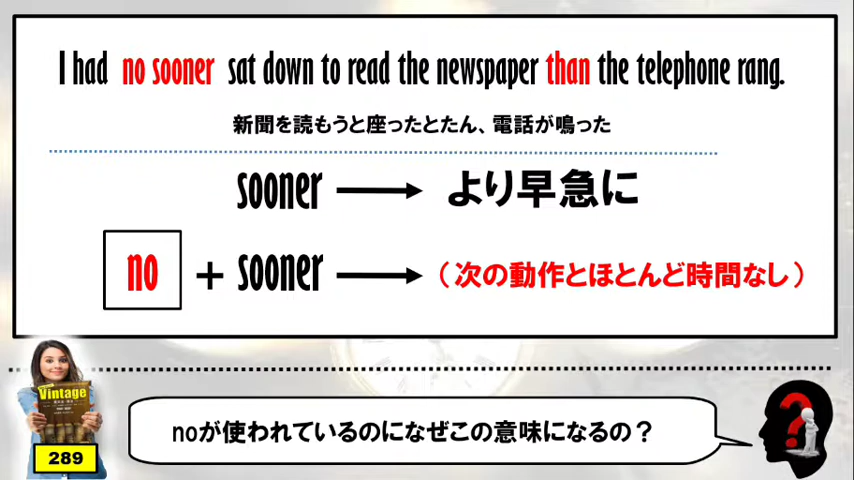 I had no sooner sat down to read the newspaper than the telephone rang.
新聞を読もうと座ったとたん、電話が鳴った
sooner → より早急に
no + sooner → (次の動作とほとんど時間なし)
Vintage
289
noが使われているのになぜこの意味になるの?
?